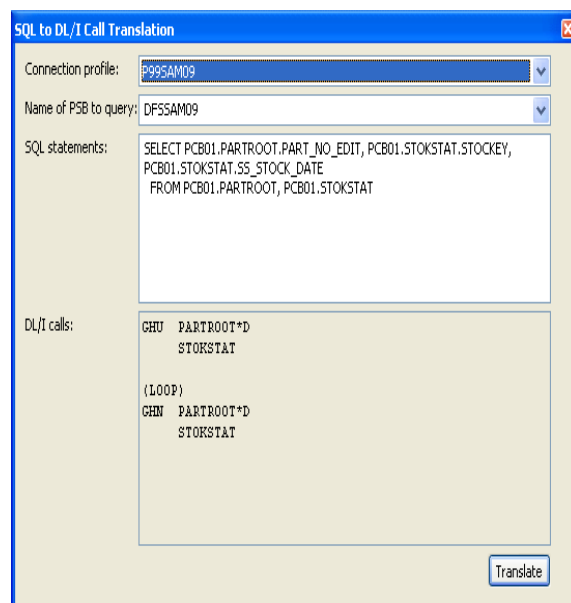 SQL to DL/I Call Translation
Connection profile: P99SAM09
Name of PSB to query: DFSSAM09
SQL statements: SELECT PCB01.PARTROOT.PART_NO_EDIT, PCB01.STOKSTAT.STOCKEY,
PCB01.STOKSTAT.SS_STOCK_DATE
FROM PCB01.PARTROOT, PCB01.STOKSTAT
DL/I calls: GHU PARTROOT*D
STOKSTAT
(LOOP)
GHN PARTROOT*D
STOKSTAT
Translate